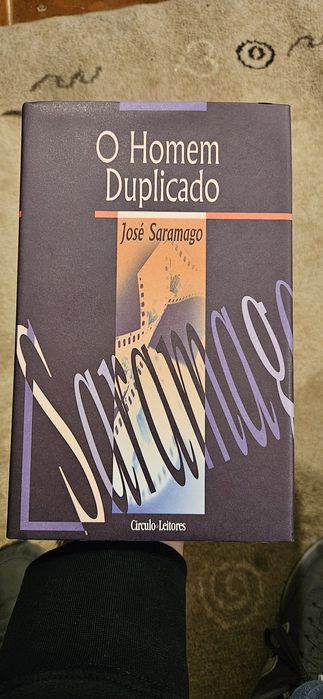 O Homem
Duplicado
José Saramago
Saramago
Círculo de Leitores